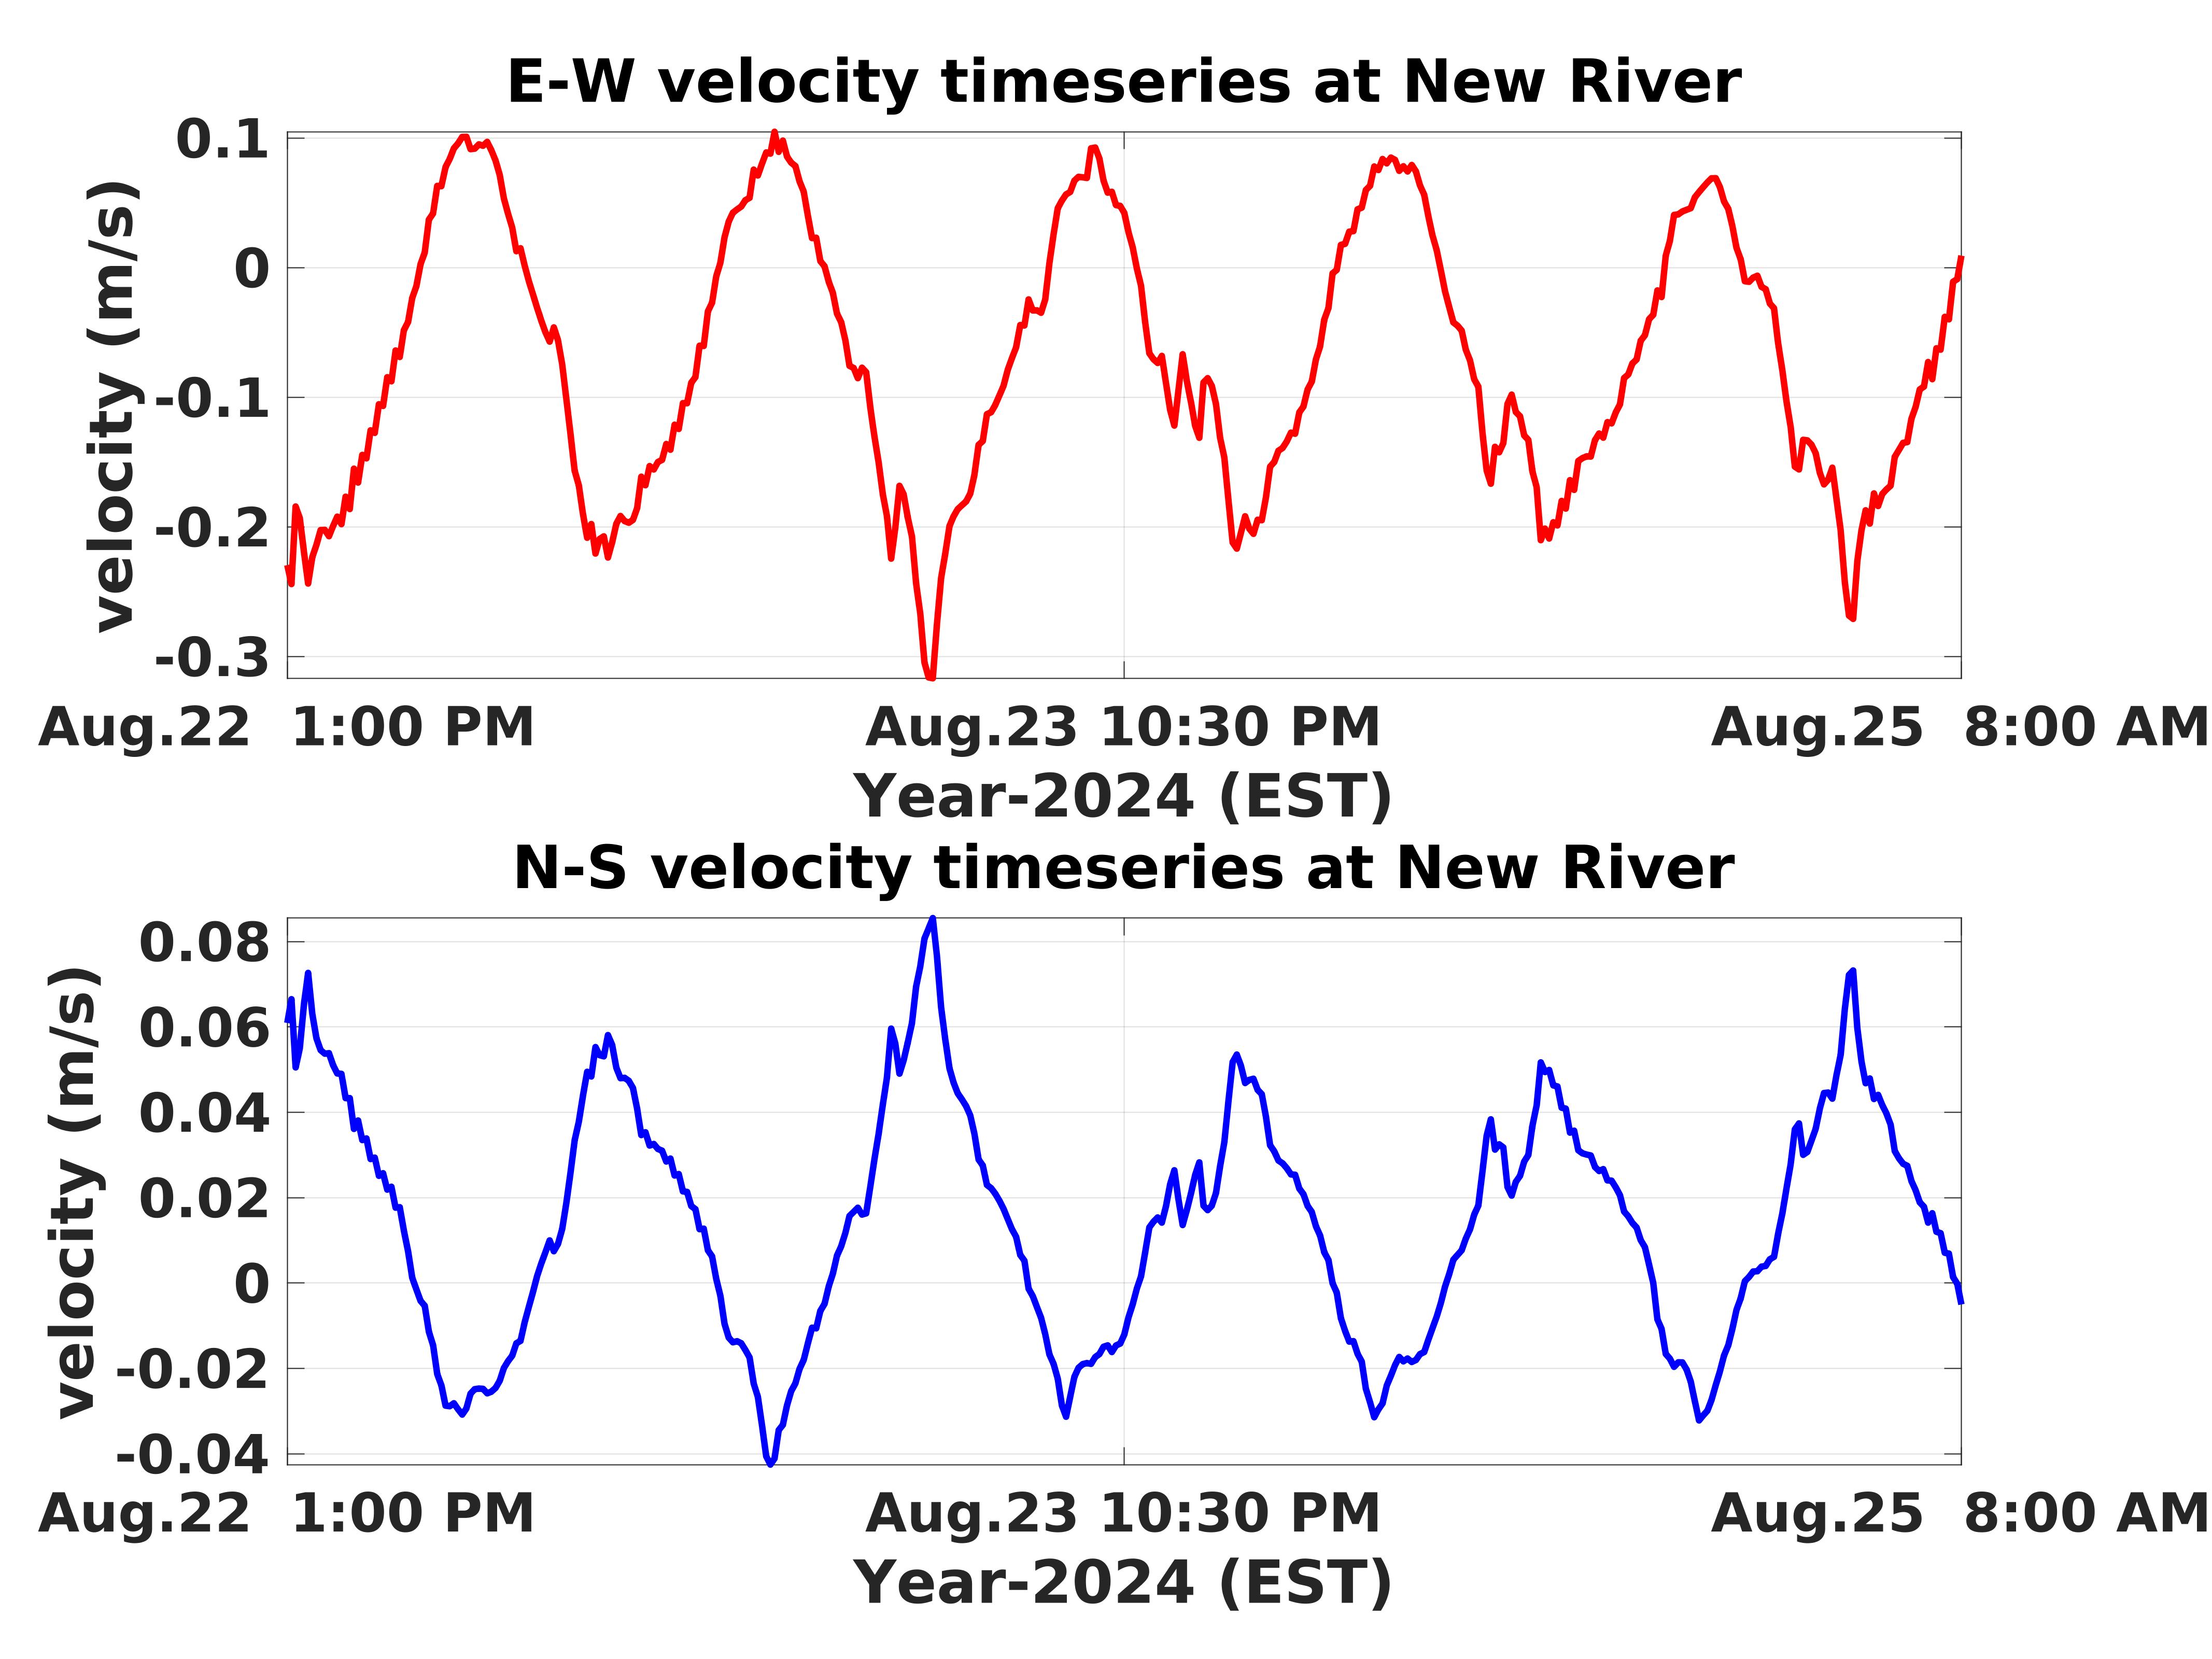 E-W velocity timeseries at New River
velocity (m/s)
0.1
0
-0.1
-0.2
-0.3
Aug.22 1:00 PM Aug.23 10:30 PM Aug.25 8:00 AM
Year-2024 (EST)
N-S velocity timeseries at New River
velocity (m/s)
0.08
0.06
0.04
0.02
0
-0.02
-0.04
Aug.22 1:00 PM Aug.23 10:30 PM Aug.25 8:00 AM
Year-2024 (EST)